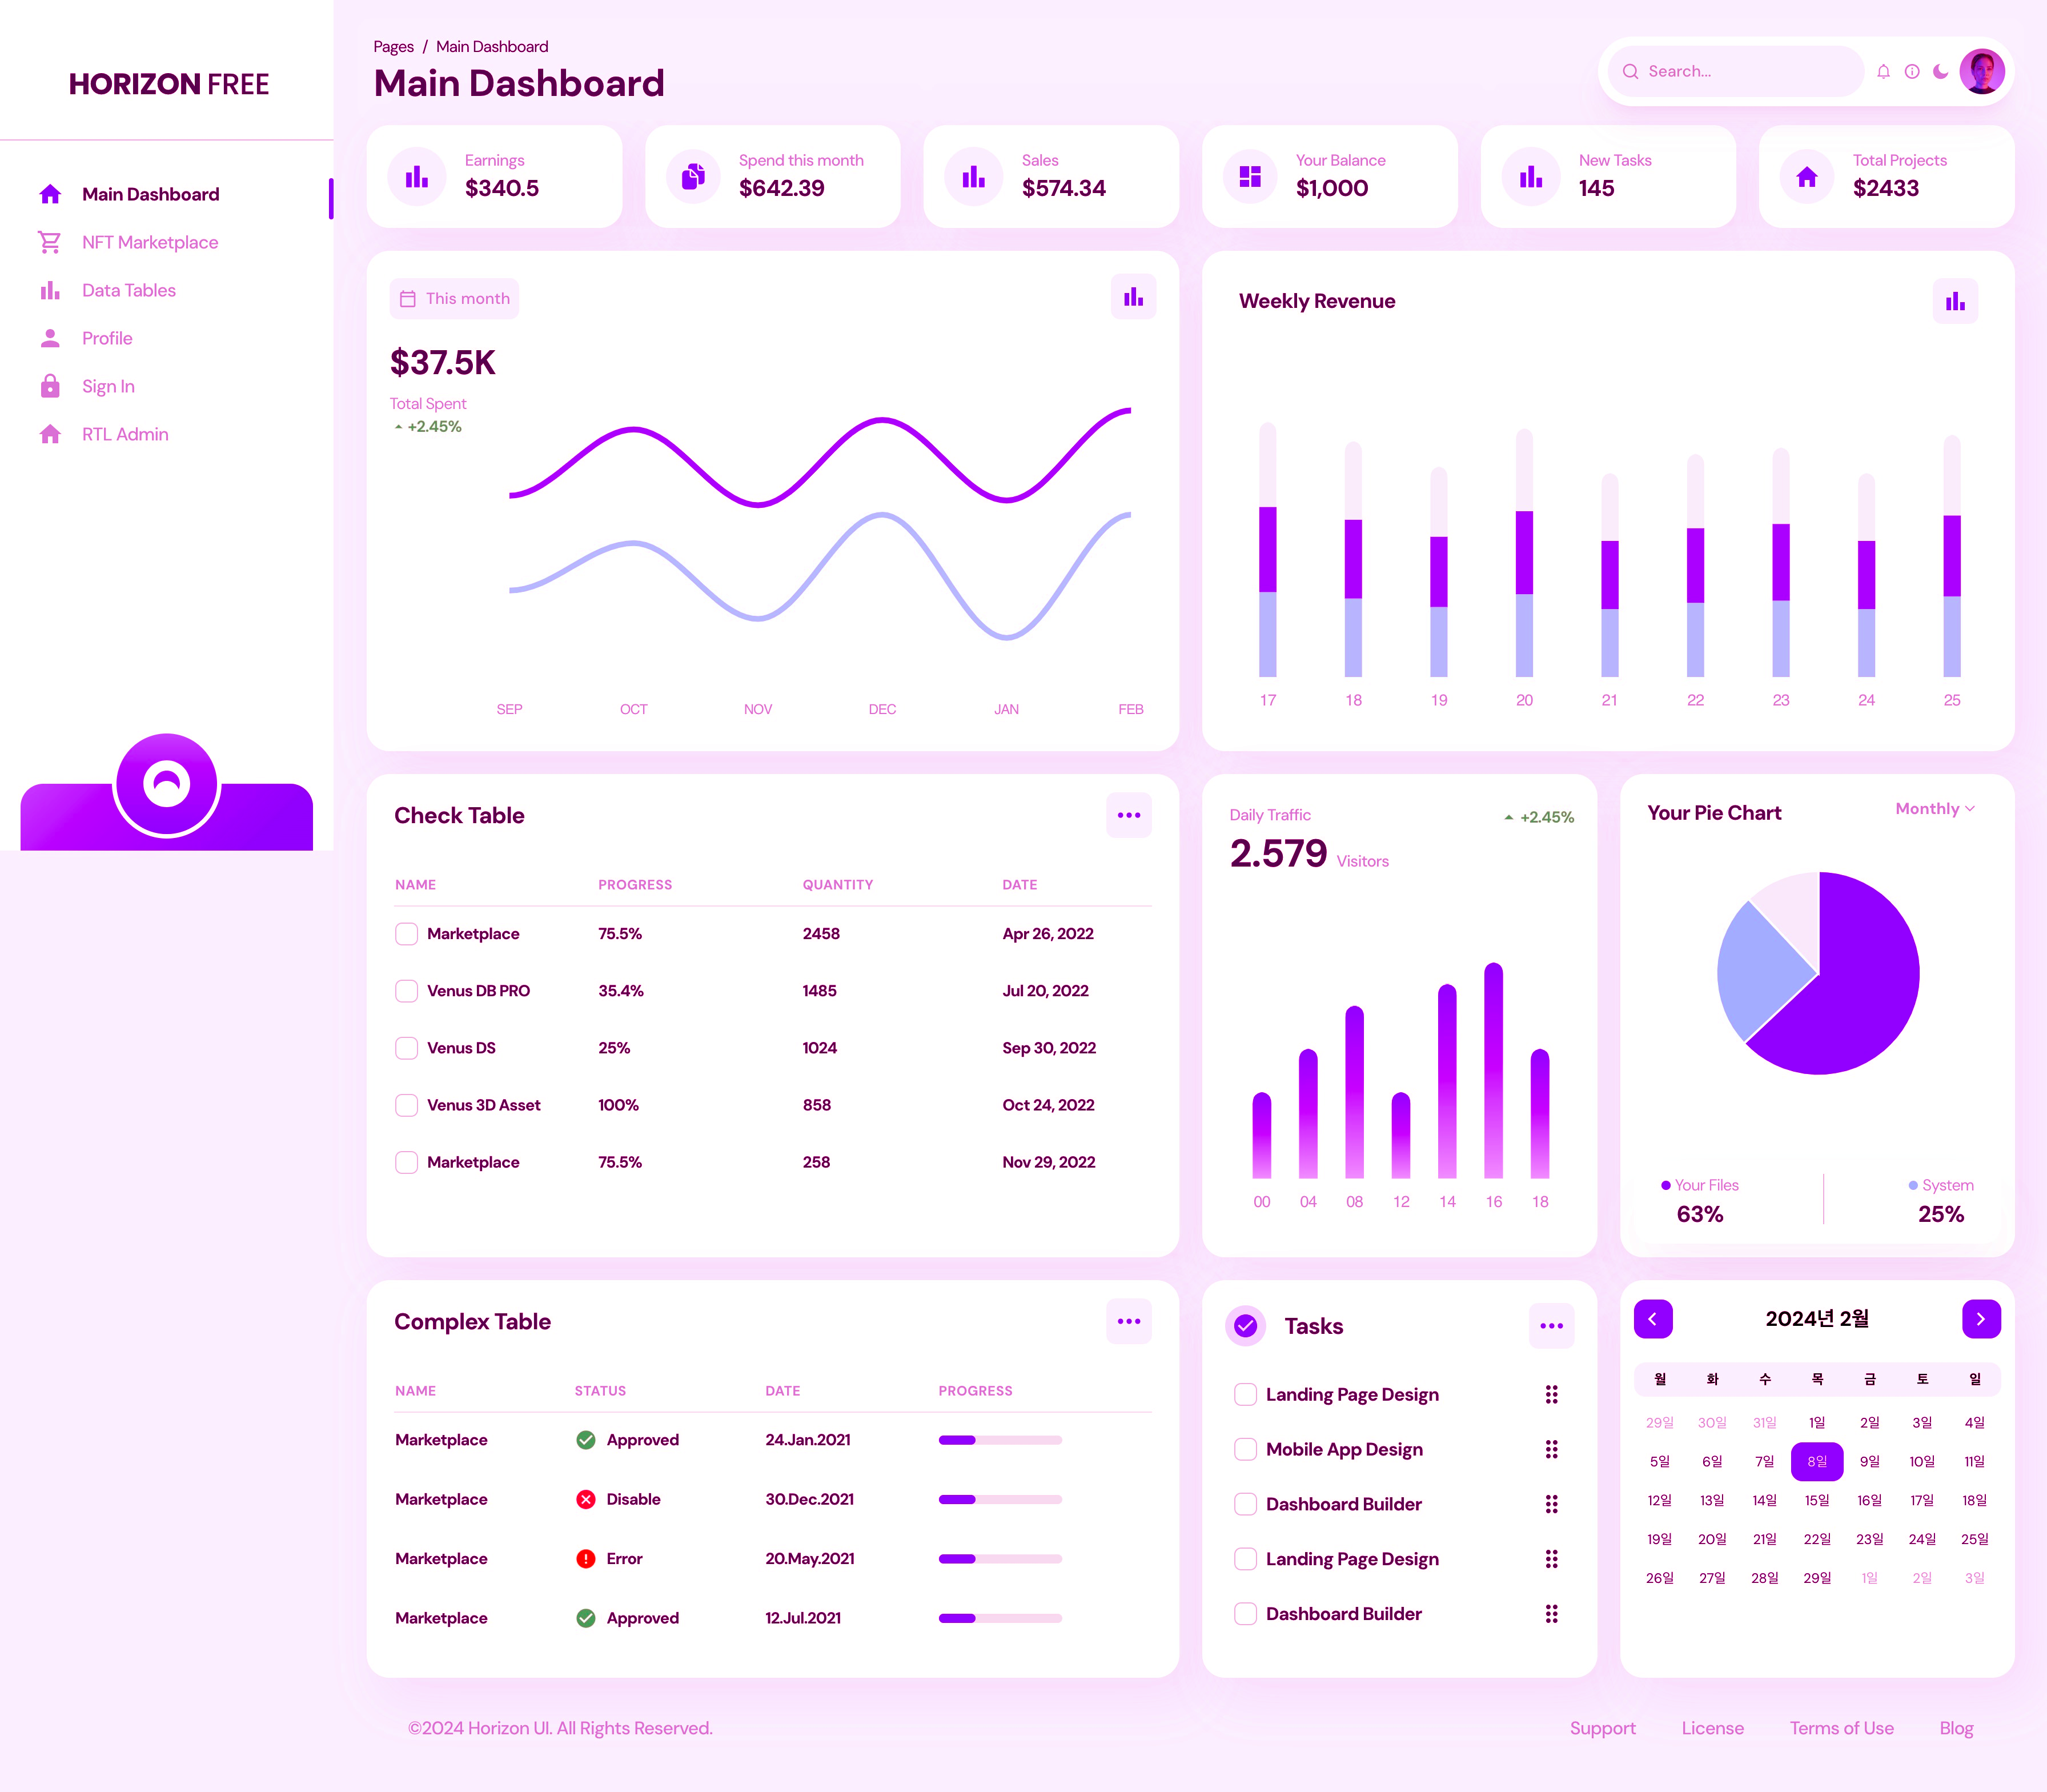 HORIZON FREE
Main Dashboard
NFT Marketplace
Data Tables
Profile
Sign In
RTL Admin
Pages / Main Dashboard
Main Dashboard
Search...
Earnings
$340.5
Spend this month
$642.39
Sales
$574.34
Your Balance
$1,000
New Tasks
145
Total Projects
$2433
This month
$37.5K
Total Spent
+2.45%
SEP OCT NOV DEC JAN FEB
Weekly Revenue
17 18 19 20 21 22 23 24 25
Check Table
NAME PROGRESS QUANTITY DATE
Marketplace 75.5% 2458 Apr 26, 2022
Venus DB PRO 35.4% 1485 Jul 20, 2022
Venus DS 25% 1024 Sep 30, 2022
Venus 3D Asset 100% 858 Oct 24, 2022
Marketplace 75.5% 258 Nov 29, 2022
Daily Traffic
+2.45%
2.579 Visitors
00 04 08 12 14 16 18
Your Pie Chart
Monthly
Your Files
63%
System
25%
Complex Table
NAME STATUS DATE PROGRESS
Marketplace Approved 24.Jan.2021
Marketplace Disable 30.Dec.2021
Marketplace Error 20.May.2021
Marketplace Approved 12.Jul.2021
Tasks
Landing Page Design
Mobile App Design
Dashboard Builder
Landing Page Design
Dashboard Builder
2024년 2월
월 화 수 목 금 토 일
29일 30일 31일 1일 2일 3일 4일
5일 6일 7일 8일 9일 10일 11일
12일 13일 14일 15일 16일 17일 18일
19일 20일 21일 22일 23일 24일 25일
26일 27일 28일 29일 1일 2일 3일
©2024 Horizon UI. All Rights Reserved.
Support License Terms of Use Blog